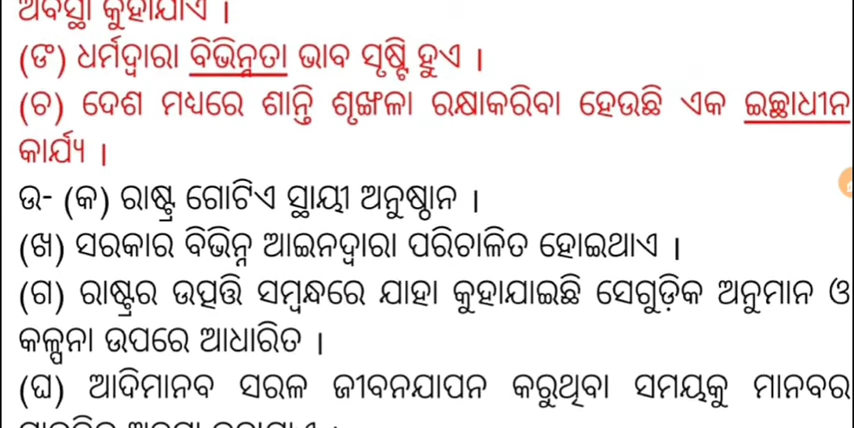 ଅବସ୍ଥା କୁହାଯାଏ ।
(ଙ) ଧର୍ମଦ୍ୱାରା ବିଭିନ୍ନତା ଭାବ ସୃଷ୍ଟି ହୁଏ ।
(ଚ) ଦେଶ ମଧ୍ୟରେ ଶାନ୍ତି ଶୃଙ୍ଖଳା ରକ୍ଷାକରିବା ହେଉଛି ଏକ ଇଚ୍ଛାଧୀନ
କାର୍ଯ୍ୟ ।
ଉ- (କ) ରାଷ୍ଟ୍ର ଗୋଟିଏ ସ୍ଥାୟୀ ଅନୁଷ୍ଠାନ ।
(ଖ) ସରକାର ବିଭିନ୍ନ ଆଇନଦ୍ୱାରା ପରିଚାଳିତ ହୋଇଥାଏ ।
(ଗ) ରାଷ୍ଟ୍ରର ଉତ୍ପତ୍ତି ସମ୍ବନ୍ଧରେ ଯାହା କୁହାଯାଇଛି ସେଗୁଡ଼ିକ ଅନୁମାନ ଓ
କଳ୍ପନା ଉପରେ ଆଧାରିତ ।
(ଘ) ଆଦିମାନବ ସରଳ ଜୀବନଯାପନ କରୁଥିବା ସମୟକୁ ମାନବର